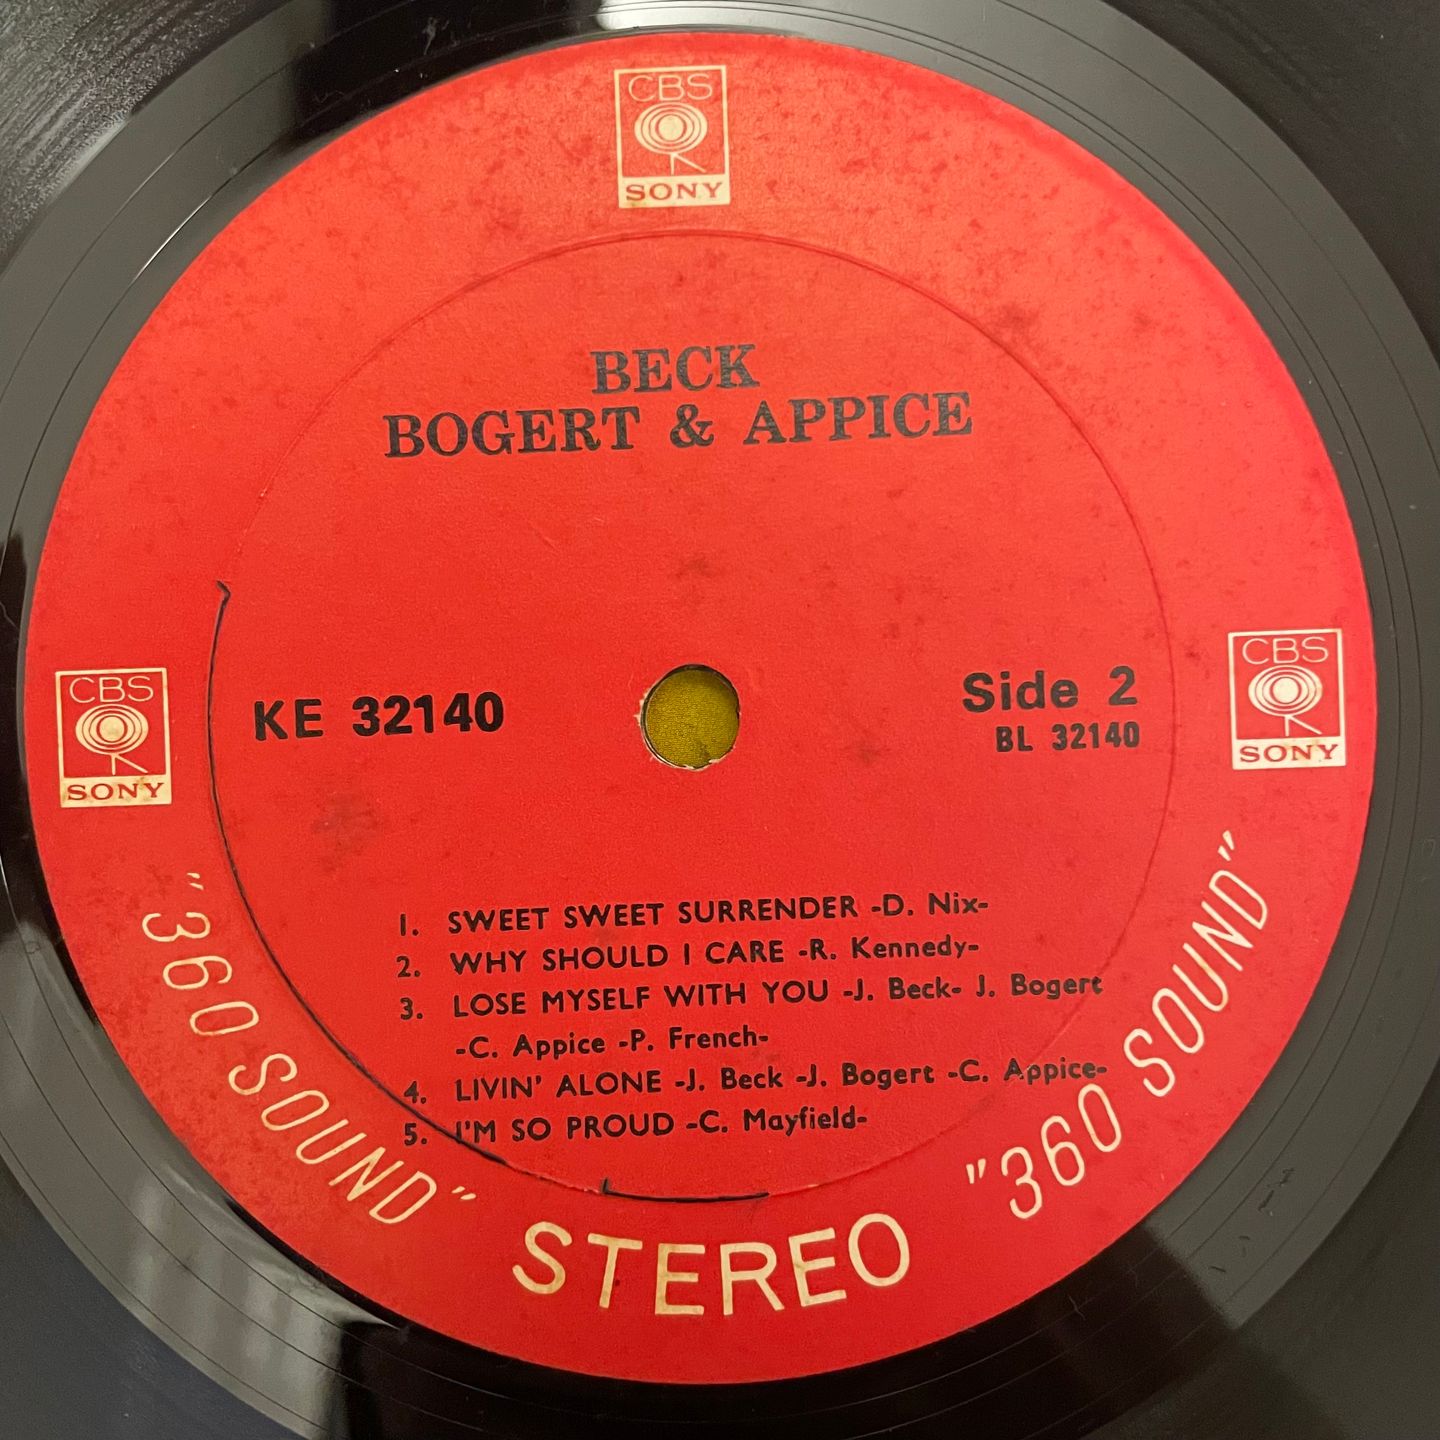 CBS
SONY
BECK
BOGERT & APPICE
CBS
SONY
KE 32140
Side 2
BL 32140
CBS
SONY
1. SWEET SWEET SURRENDER -D. Nix-
2. WHY SHOULD I CARE -R. Kennedy-
3. LOSE MYSELF WITH YOU -J. Beck- J. Bogert
-C. Appice -P. French-
4. LIVIN' ALONE -J. Beck -J. Bogert -C. Appice-
5. I'M SO PROUD -C. Mayfield-
"360 SOUND"
STEREO
"360 SOUND"